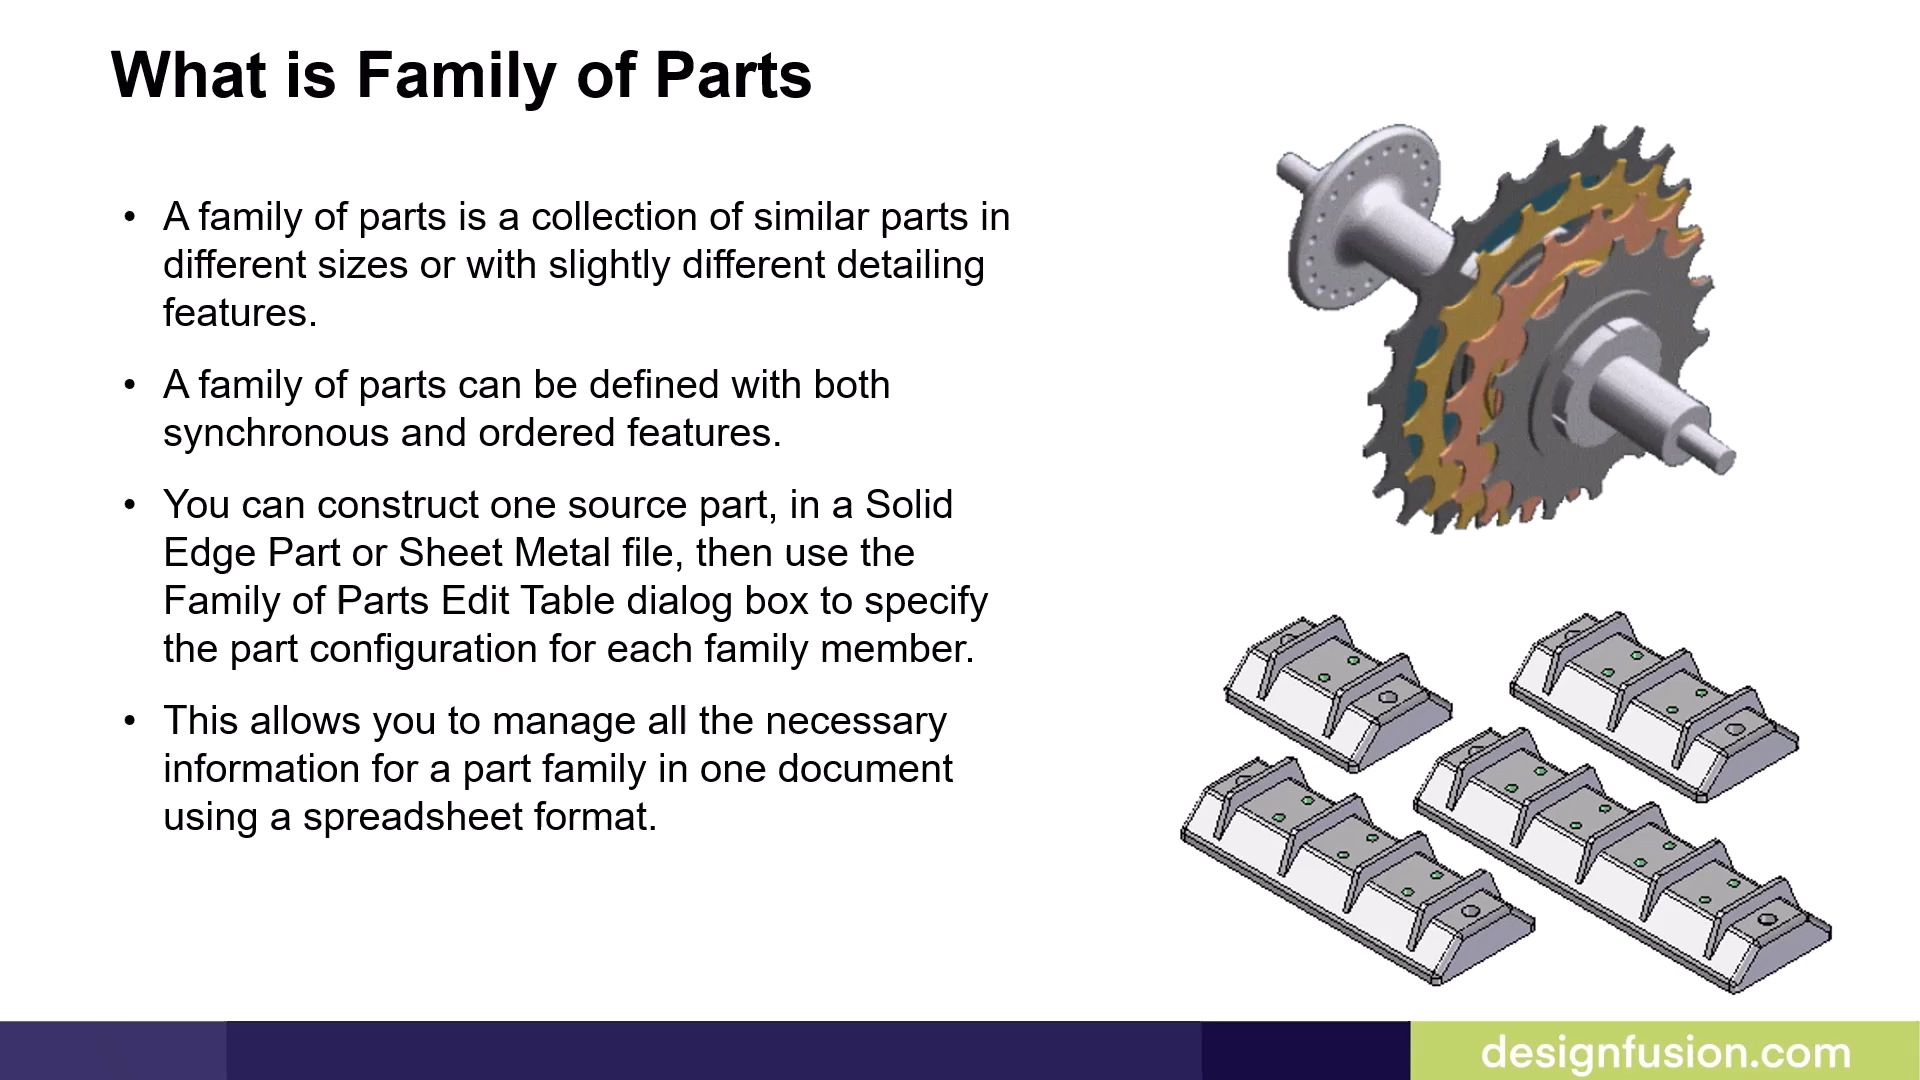 What is Family of Parts
• A family of parts is a collection of similar parts in
different sizes or with slightly different detailing
features.
• A family of parts can be defined with both
synchronous and ordered features.
• You can construct one source part, in a Solid
Edge Part or Sheet Metal file, then use the
Family of Parts Edit Table dialog box to specify
the part configuration for each family member.
• This allows you to manage all the necessary
information for a part family in one document
using a spreadsheet format.
designfusion.com